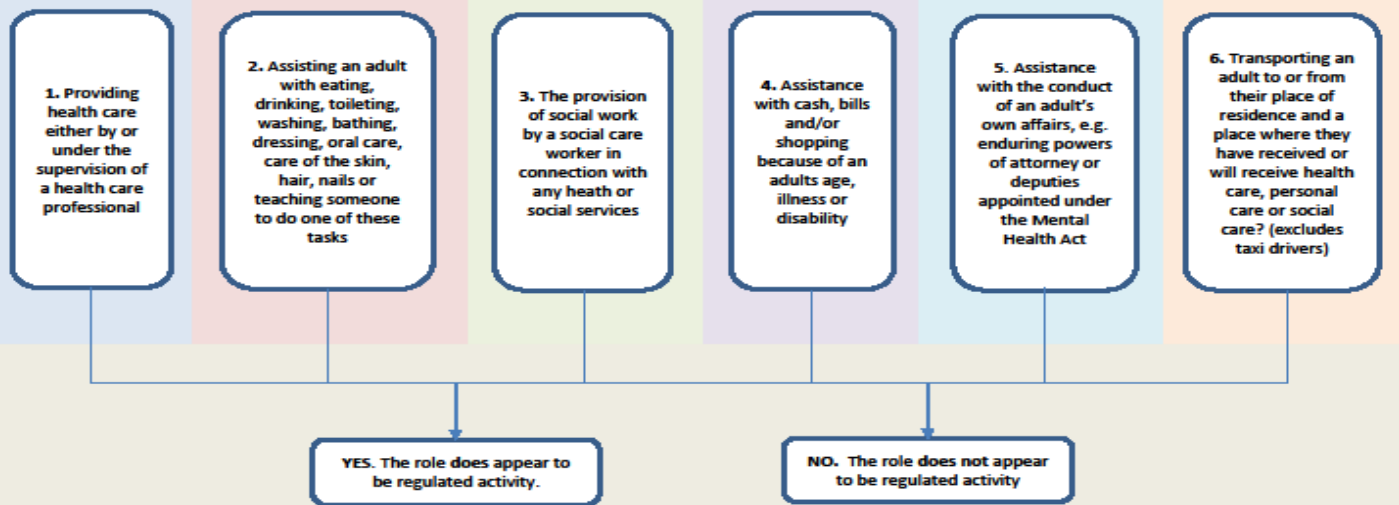 1. Providing
health care
either by or
under the
supervision of
a health care
professional
2. Assisting an adult
with eating,
drinking, toileting,
washing, bathing,
dressing, oral care,
care of the skin,
hair, nails or
teaching someone
to do one of these
tasks
3. The provision
of social work
by a social care
worker in
connection with
any heath or
social services
4. Assistance
with cash, bills
and/or
shopping
because of an
adults age,
illness or
disability
5. Assistance
with the conduct
of an adult's
own affairs, e.g.
enduring powers
of attorney or
deputies
appointed under
the Mental
Health Act
6. Transporting an
adult to or from
their place of
residence and a
place where they
have received or
will receive health
care, personal
care or social
care? (excludes
taxi drivers)
YES. The role does appear to
be regulated activity.
NO. The role does not appear
to be regulated activity